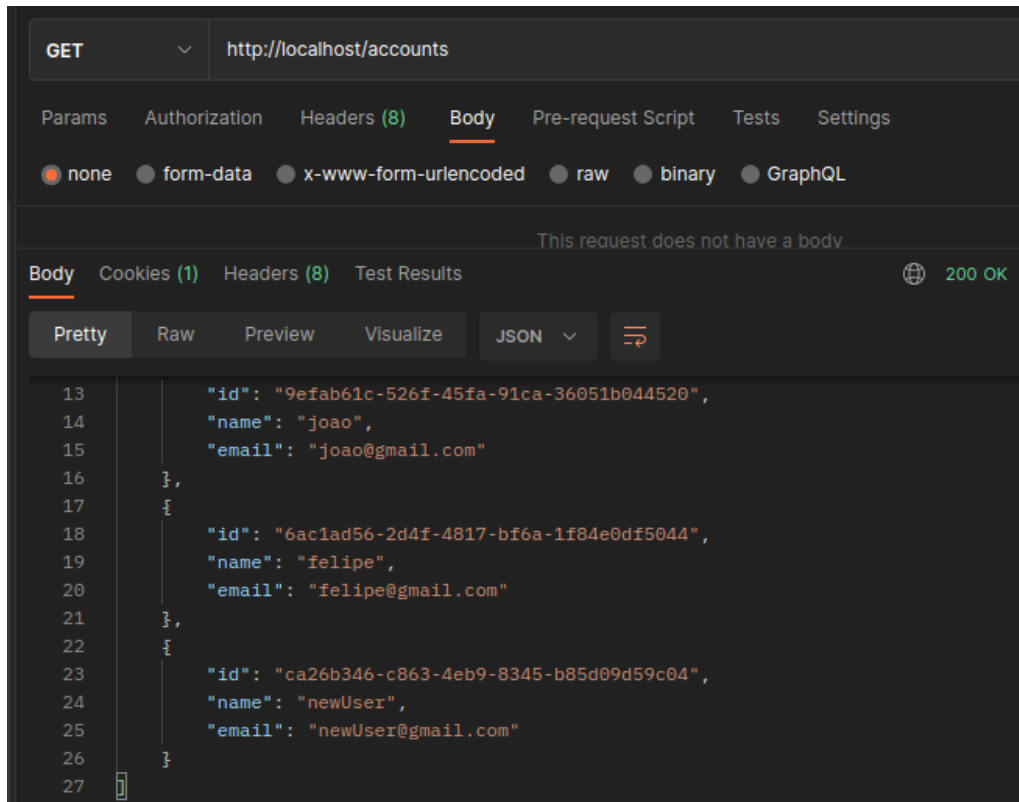 GET http://localhost/accounts
Params Authorization Headers (8) Body Pre-request Script Tests Settings
none form-data x-www-form-urlencoded raw binary GraphQL
This request does not have a body
Body Cookies (1) Headers (8) Test Results 200 OK
Pretty Raw Preview Visualize JSON
13 "id": "9efab61c-526f-45fa-91ca-36051b044520",
14 "name": "joao",
15 "email": "joao@gmail.com"
16 },
17 {
18 "id": "6ac1ad56-2d4f-4817-bf6a-1f84e0df5044",
19 "name": "felipe",
20 "email": "felipe@gmail.com"
21 },
22 {
23 "id": "ca26b346-c863-4eb9-8345-b85d09d59c04",
24 "name": "newUser",
25 "email": "newUser@gmail.com"
26 }
27 ]